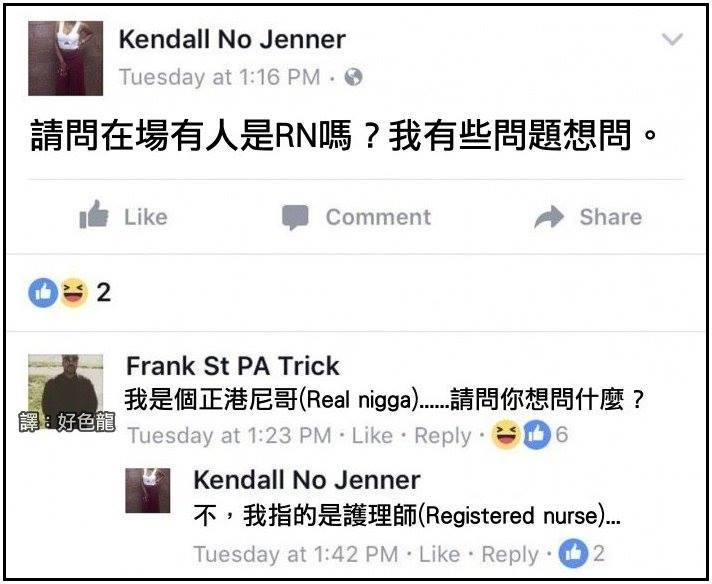 Kendall No Jenner
Tuesday at 1:16 PM ·
請問在場有人是RN嗎？我有些問題想問。
Like Comment Share
2
Frank St PA Trick
我是個正港尼哥(Real nigga)......請問你想問什麼？
譯：好色龍
Tuesday at 1:23 PM · Like · Reply · 6
Kendall No Jenner
不，我指的是護理師(Registered nurse)...
Tuesday at 1:42 PM · Like · Reply · 2